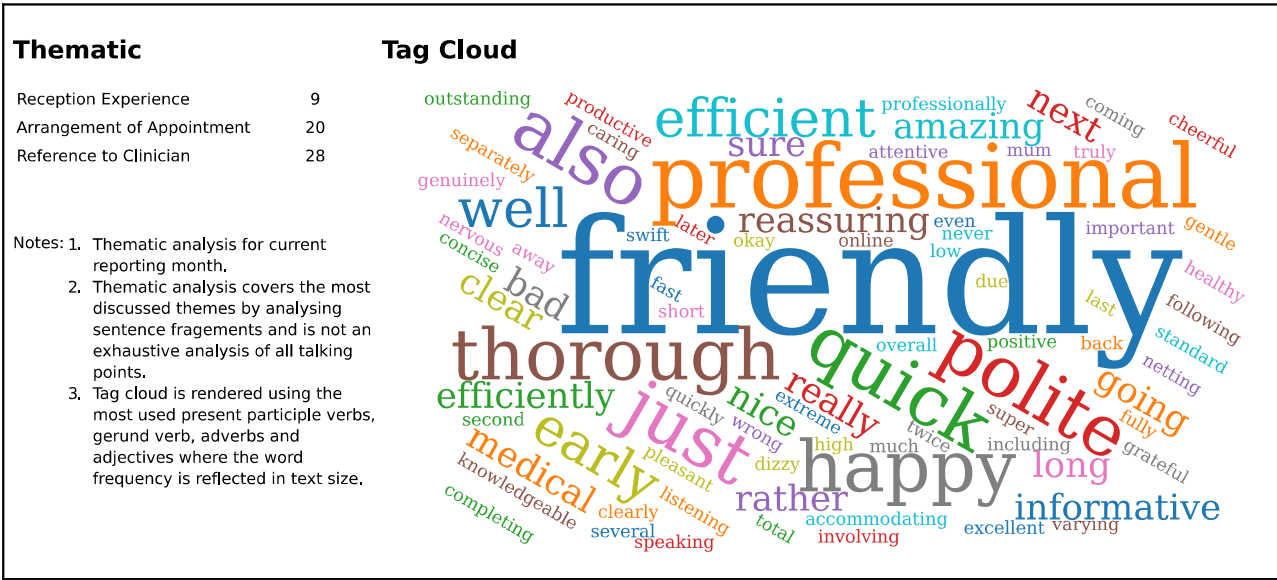 Thematic
Reception Experience 9
Arrangement of Appointment 20
Reference to Clinician 28
Notes: 1. Thematic analysis for current
reporting month.
2. Thematic analysis covers the most
discussed themes by analysing
sentence fragements and is not an
exhaustive analysis of all talking
points.
3. Tag cloud is rendered using the
most used present participle verbs,
gerund verb, adverbs and
adjectives where the word
frequency is reflected in text size.
Tag Cloud
outstanding
productive
caring
also
efficient
professionally
amazing
next
coming
cheerful
separately
sure
attentive
mum
truly
genuinely
professional
well
nervous
concise
away
swift
later
reassuring
okay
online
even
never
low
important
gentle
healthy
clear
bad
fast
short
friendly
due
last
following
standard
thorough
overall
positive
back
netting
quick
polite
going
fully
grateful
efficiently
second
just
quickly
wrong
nice
extreme
really
super
twice
including
high
much
early
pleasant
dizzy
happy
long
medical
knowledgeable
listening
rather
informative
completing
clearly
several
speaking
total
accommodating
involving
excellent
varying